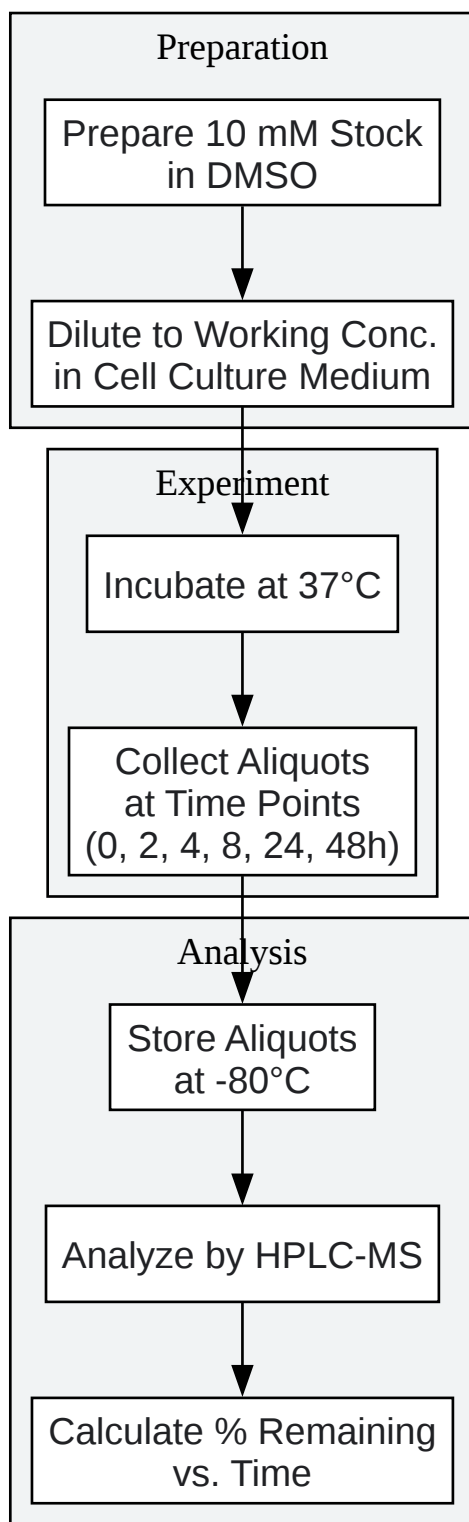 Preparation
Prepare 10 mM Stock
in DMSO
Dilute to Working Conc.
in Cell Culture Medium
Experiment
Incubate at 37°C
Collect Aliquots
at Time Points
(0, 2, 4, 8, 24, 48h)
Analysis
Store Aliquots
at -80°C
Analyze by HPLC-MS
Calculate % Remaining
vs. Time